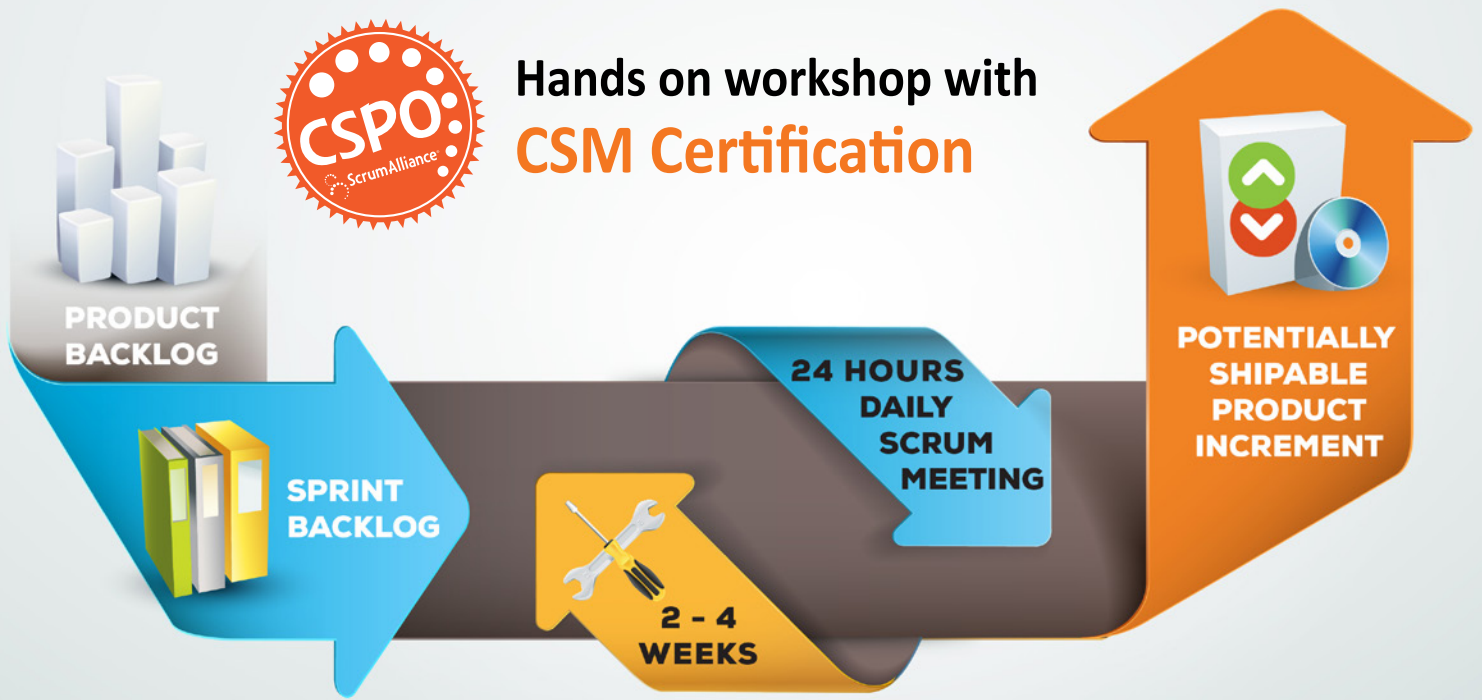 CSPO
ScrumAlliance®
Hands on workshop with
CSM Certification
PRODUCT
BACKLOG
SPRINT
BACKLOG
2 - 4
WEEKS
24 HOURS
DAILY
SCRUM
MEETING
POTENTIALLY
SHIPABLE
PRODUCT
INCREMENT